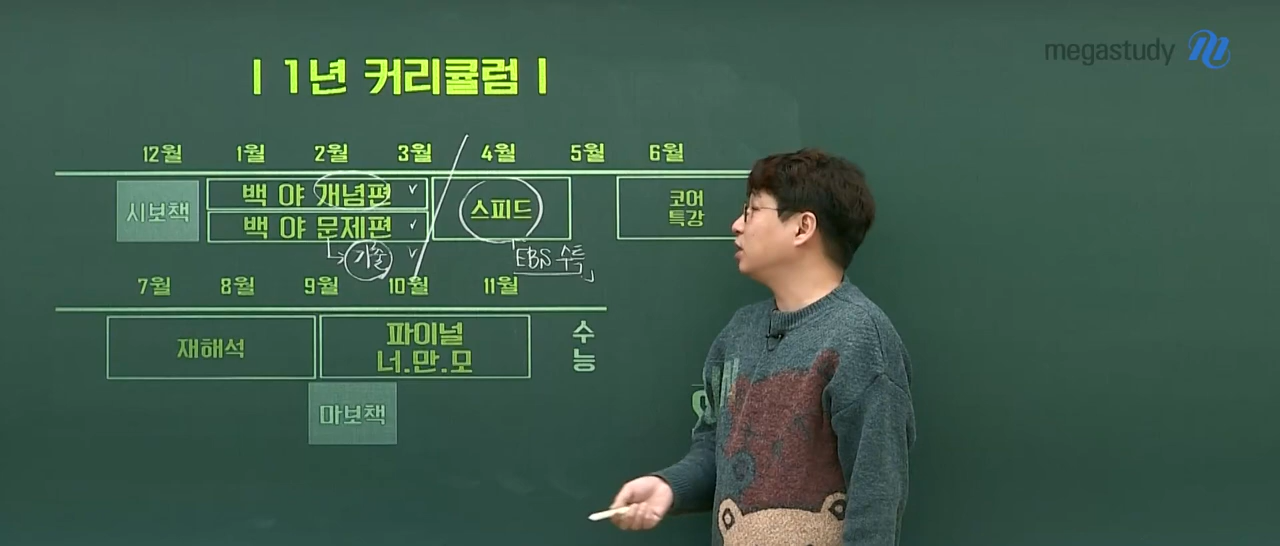 megastudy
| 1년 커리큘럼 |
12월 1월 2월 3월 4월 5월 6월
시보책
백 야 개념편
백 야 문제편
기출
스피드
「EBS 수특」
코어
특강
7월 8월 9월 10월 11월
재해석
파이널
너.만.모
수
능
마보책